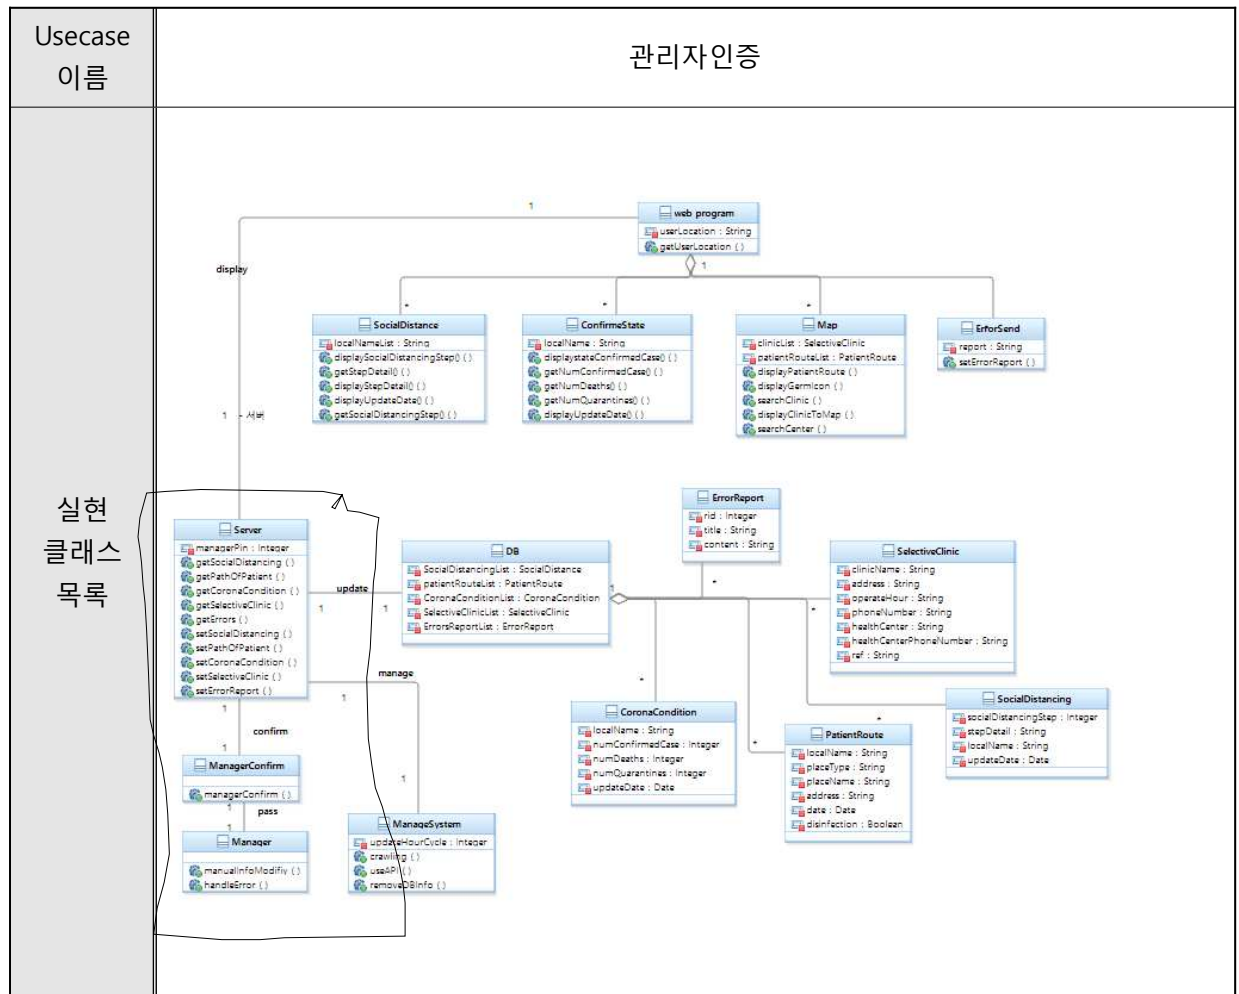 Usecase
이름
관리자인증
실현
클래스
목록
1
web program
userLocation : String
getUserLocation ( )
display
1
*
*
*
SocialDistance
localNameList : String
displaySocialDistancingStep() ( )
getStepDetail() ( )
displayStepDetail() ( )
displayUpdateDate() ( )
getSocialDistancingStep() ( )
ConfirmeState
localName : String
displaystateConfirmedCase() ( )
getNumConfirmedCase() ( )
getNumDeaths() ( )
getNumQuarantines() ( )
displayUpdateDate() ( )
Map
clinicList : SelectiveClinic
patientRouteList : PatientRoute
displayPatientRoute ( )
displayGermIcon ( )
searchClinic ( )
displayClinicToMap ( )
searchCenter ( )
ErrorSend
report : String
setErrorReport ( )
1
- 서버
Server
managerPin : Integer
getSocialDistancing ( )
getPathOfPatient ( )
getCoronaCondition ( )
getSelectiveClinic ( )
getErrors ( )
setSocialDistancing ( )
setPathOfPatient ( )
setCoronaCondition ( )
setSelectiveClinic ( )
setErrorReport ( )
update
1
1
DB
SocialDistancingList : SocialDistance
patientRouteList : PatientRoute
CoronaConditionList : CoronaCondition
SelectiveClinicList : SelectiveClinic
ErrorsReportList : ErrorReport
1
ErrorReport
rid : Integer
title : String
content : String
*
SelectiveClinic
clinicName : String
address : String
operateHour : String
phoneNumber : String
healthCenter : String
healthCenterPhoneNumber : String
ref : String
*
manage
1
1
1
confirm
1
ManagerConfirm
managerConfirm ( )
1
pass
1
Manager
manualInfoModifiy ( )
handleError ( )
ManageSystem
updateHourCycle : Integer
crawling ( )
useAPI ( )
removeDBInfo ( )
*
CoronaCondition
localName : String
numConfirmedCase : Integer
numDeaths : Integer
numQuarantines : Integer
updateDate : Date
*
PatientRoute
localName : String
placeType : String
placeName : String
address : String
date : Date
disinfection : Boolean
*
SocialDistancing
socialDistancingStep : Integer
stepDetail : String
localName : String
updateDate : Date